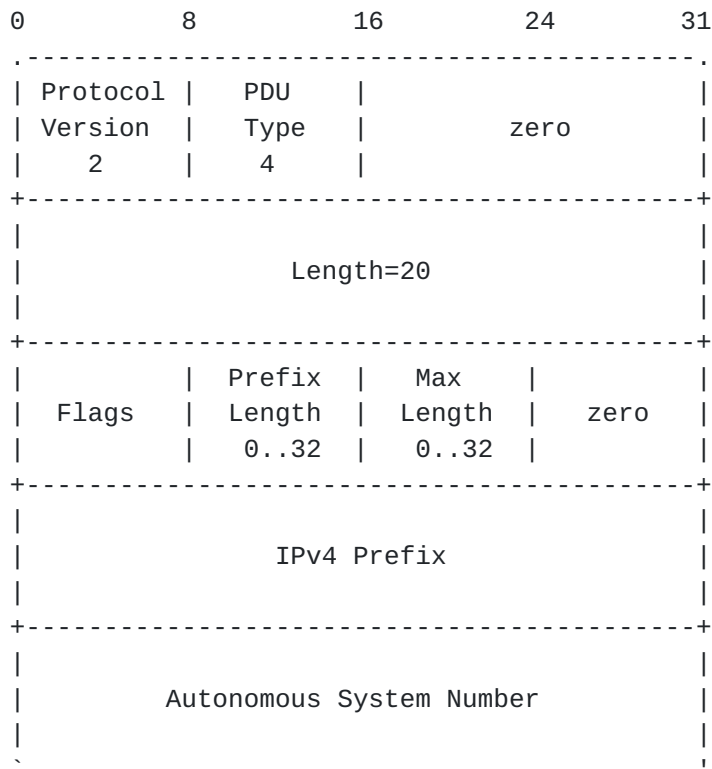 0          8          16         24        31
.-------------------------------------------.
| Protocol |   PDU    |                     |
| Version  |   Type   |         zero        |
|    2     |    4     |                     |
+-------------------------------------------+
|                                           |
|                 Length=20                 |
|                                           |
+-------------------------------------------+
|          |  Prefix  |   Max    |          |
|  Flags   |  Length  |  Length  |   zero   |
|          |   0..32  |   0..32  |          |
+-------------------------------------------+
|                                           |
|                IPv4 Prefix                |
|                                           |
+-------------------------------------------+
|                                           |
|         Autonomous System Number          |
|                                           |
`                                           '